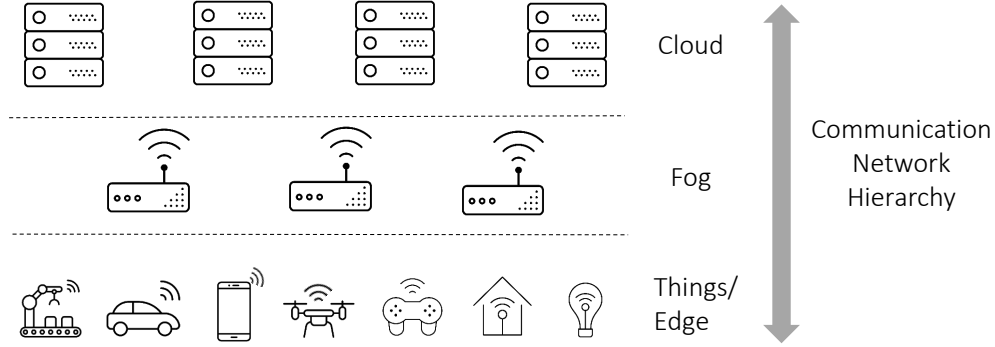 Cloud
Communication
Network
Hierarchy
Fog
Things/
Edge